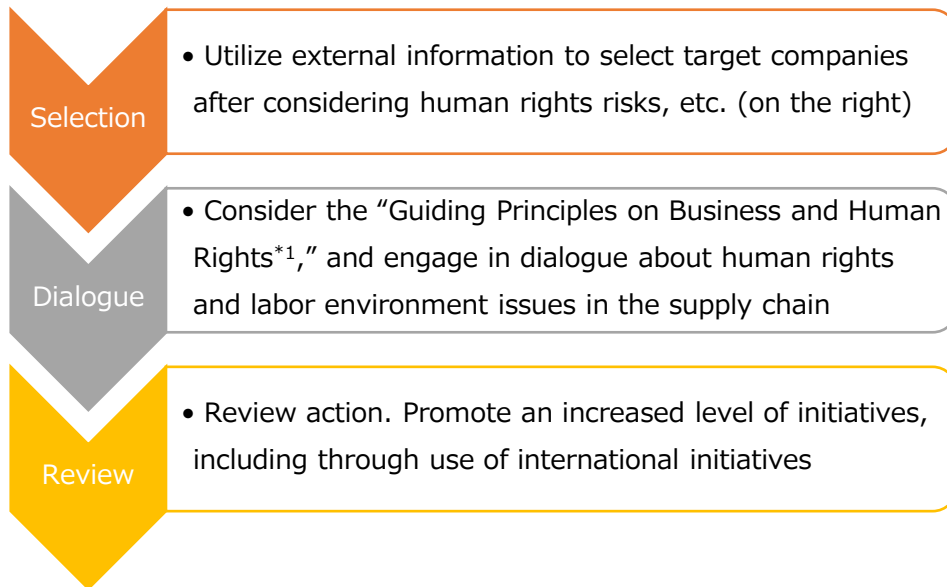 Selection
• Utilize external information to select target companies
after considering human rights risks, etc. (on the right)
Dialogue
• Consider the “Guiding Principles on Business and Human
Rights*1,” and engage in dialogue about human rights
and labor environment issues in the supply chain
Review
• Review action. Promote an increased level of initiatives,
including through use of international initiatives